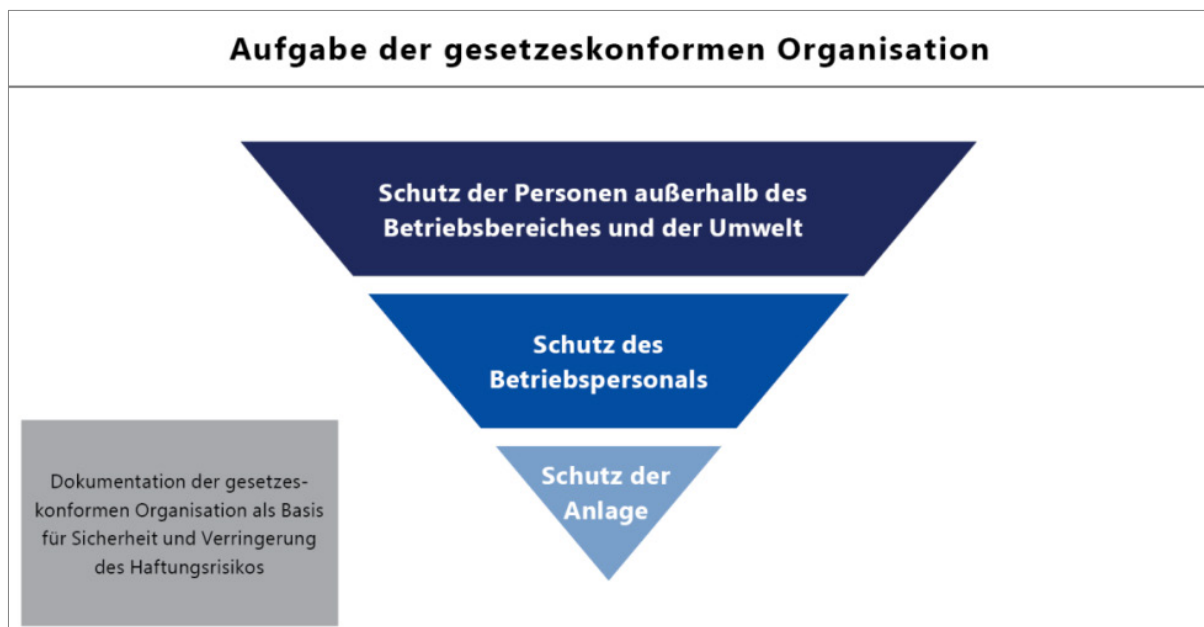 Aufgabe der gesetzeskonformen Organisation
Schutz der Personen außerhalb des
Betriebsbereiches und der Umwelt
Schutz des
Betriebspersonals
Schutz der
Anlage
Dokumentation der gesetzes-
konformen Organisation als Basis
für Sicherheit und Verringerung
des Haftungsrisikos